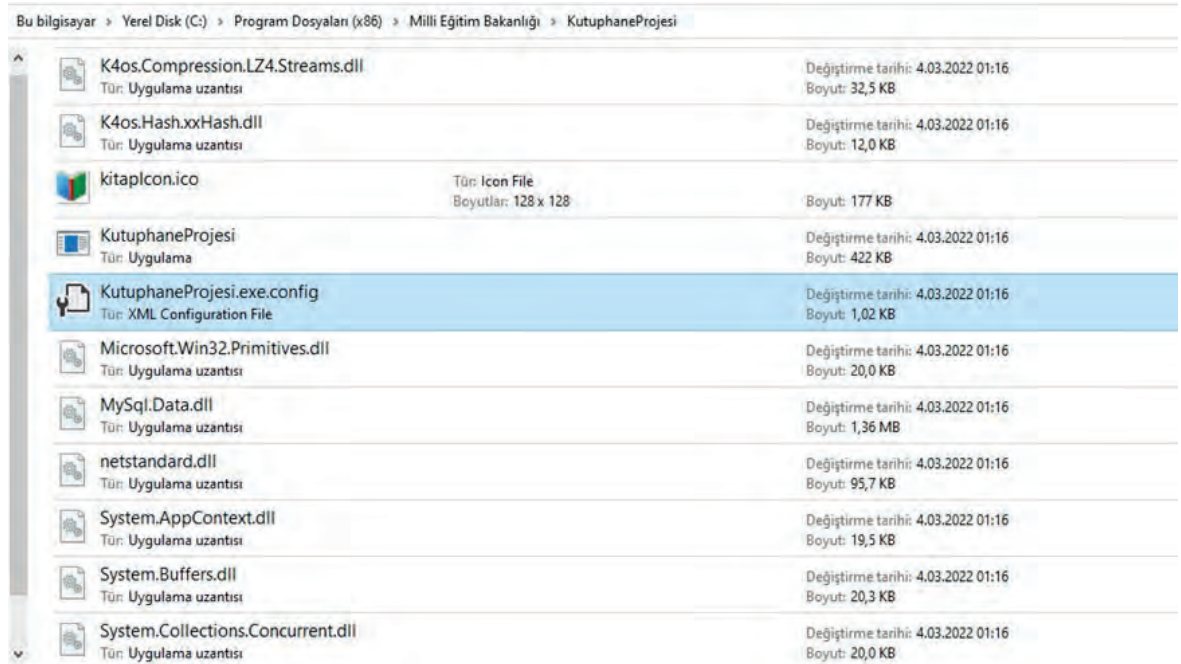 Bu bilgisayar > Yerel Disk (C:) > Program Dosyaları (x86) > Milli Eğitim Bakanlığı > KutuphaneProjesi
K4os.Compression.LZ4.Streams.dll
Tür: Uygulama uzantısı
Değiştirme tarihi: 4.03.2022 01:16
Boyut: 32,5 KB
K4os.Hash.xxHash.dll
Tür: Uygulama uzantısı
Değiştirme tarihi: 4.03.2022 01:16
Boyut: 12,0 KB
kitapIcon.ico
Tür: Icon File
Boyutlar: 128 x 128
Boyut: 177 KB
KutuphaneProjesi
Tür: Uygulama
Değiştirme tarihi: 4.03.2022 01:16
Boyut: 422 KB
KutuphaneProjesi.exe.config
Tür: XML Configuration File
Değiştirme tarihi: 4.03.2022 01:16
Boyut: 1,02 KB
Microsoft.Win32.Primitives.dll
Tür: Uygulama uzantısı
Değiştirme tarihi: 4.03.2022 01:16
Boyut: 20,0 KB
MySql.Data.dll
Tür: Uygulama uzantısı
Değiştirme tarihi: 4.03.2022 01:16
Boyut: 1,36 MB
netstandard.dll
Tür: Uygulama uzantısı
Değiştirme tarihi: 4.03.2022 01:16
Boyut: 95,7 KB
System.AppContext.dll
Tür: Uygulama uzantısı
Değiştirme tarihi: 4.03.2022 01:16
Boyut: 19,5 KB
System.Buffers.dll
Tür: Uygulama uzantısı
Değiştirme tarihi: 4.03.2022 01:16
Boyut: 20,3 KB
System.Collections.Concurrent.dll
Tür: Uygulama uzantısı
Değiştirme tarihi: 4.03.2022 01:16
Boyut: 20,0 KB